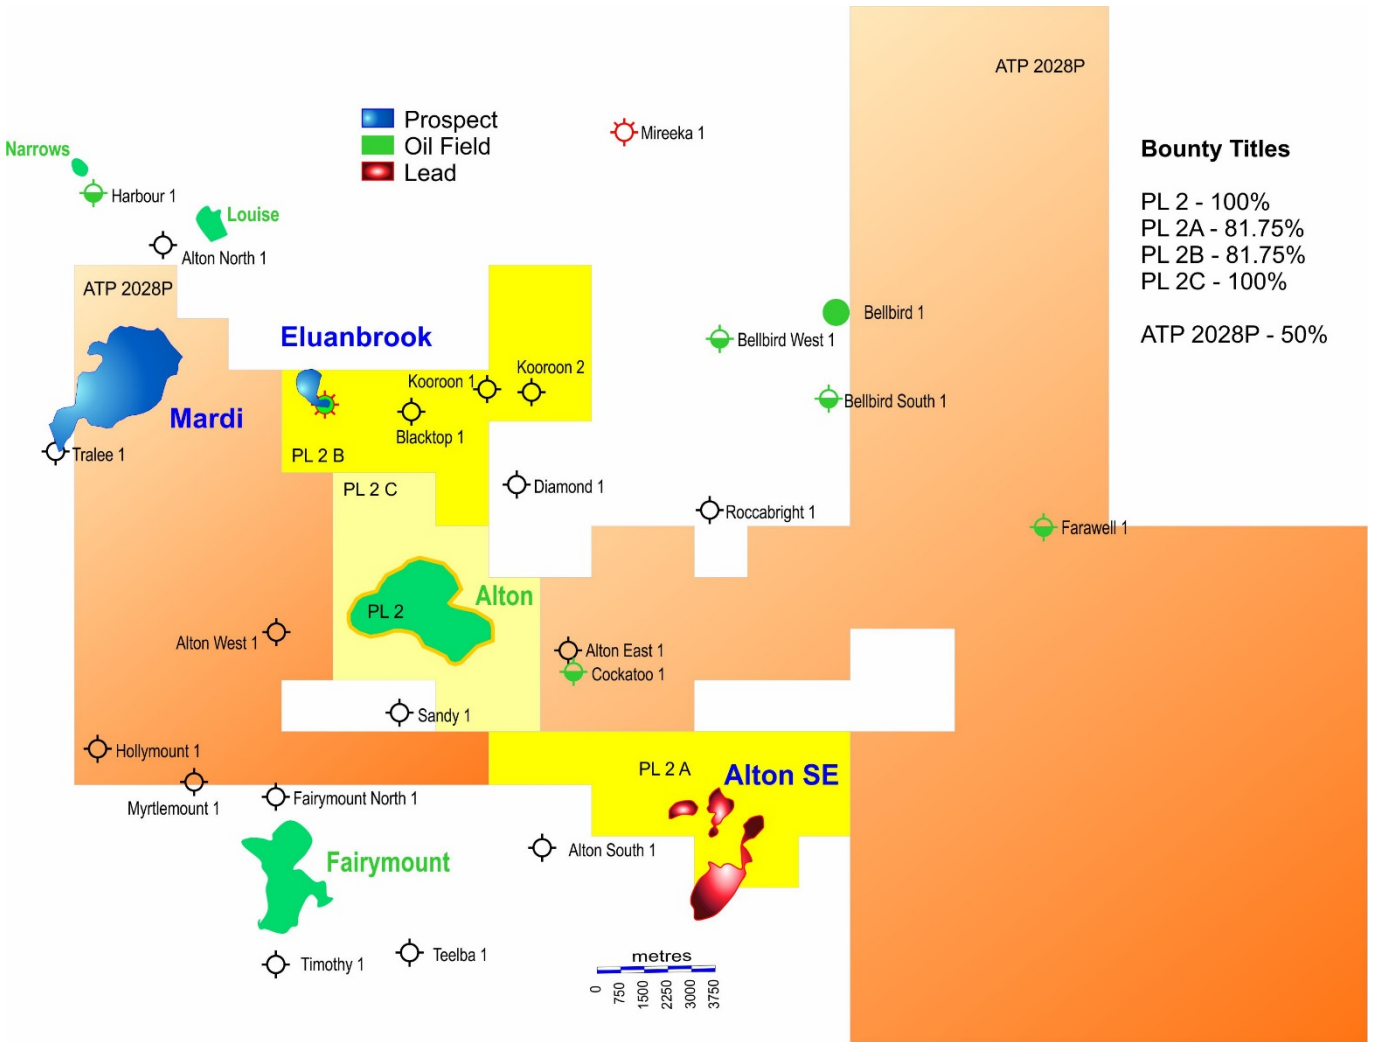 ATP 2028P
Prospect
Oil Field
Lead
Mireeka 1
Bounty Titles
PL 2 - 100%
PL 2A - 81.75%
PL 2B - 81.75%
PL 2C - 100%
ATP 2028P - 50%
Narrows
Harbour 1
Louise
Alton North 1
ATP 2028P
Eluanbrook
Mardi
Tralee 1
Kooroon 1
Kooroon 2
Blacktop 1
PL 2 B
PL 2 C
Diamond 1
Bellbird 1
Bellbird West 1
Bellbird South 1
Roccabright 1
Farawell 1
PL 2
Alton
Alton West 1
Alton East 1
Cockatoo 1
Sandy 1
Hollymount 1
Myrtlemount 1
Fairymount North 1
PL 2 A
Alton SE
Fairymount
Alton South 1
Timothy 1
Teelba 1
metres
0
750
1500
2250
3000
3750